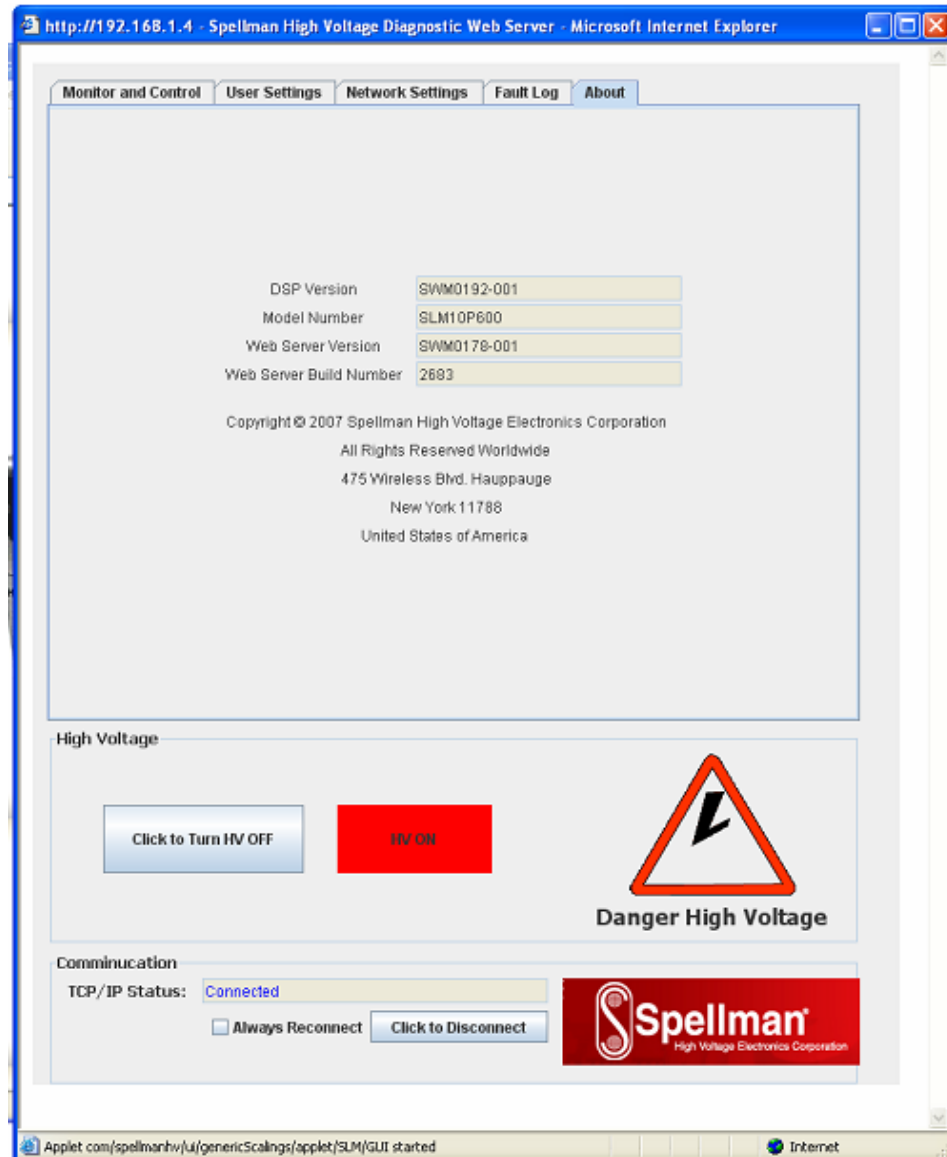 http://192.168.1.4 - Spellman High Voltage Diagnostic Web Server - Microsoft Internet Explorer
Monitor and Control User Settings Network Settings Fault Log About
DSP Version SWM0192-001
Model Number SLM10P600
Web Server Version SWM0178-001
Web Server Build Number 2683
Copyright © 2007 Spellman High Voltage Electronics Corporation
All Rights Reserved Worldwide
475 Wireless Blvd. Hauppauge
New York 11788
United States of America
High Voltage
Click to Turn HV OFF HV ON
Danger High Voltage
Comminucation
TCP/IP Status: Connected
Always Reconnect Click to Disconnect
Spellman
High Voltage Electronics Corporation
Applet com/spellmanhv/ui/genericScalings/applet/SLM/GUI started Internet